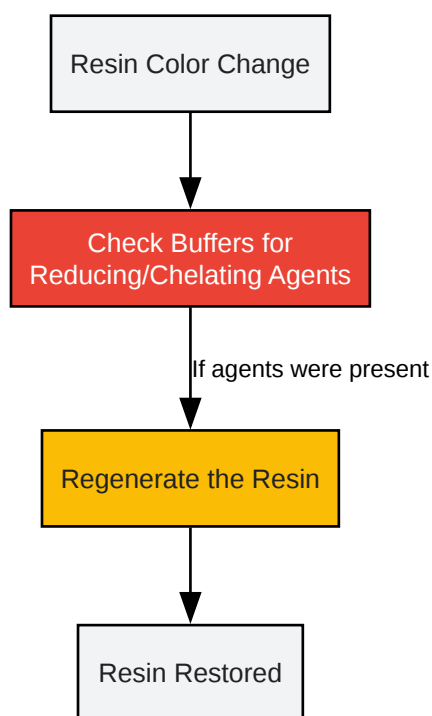 Resin Color Change
Check Buffers for
Reducing/Chelating Agents
If agents were present
Regenerate the Resin
Resin Restored